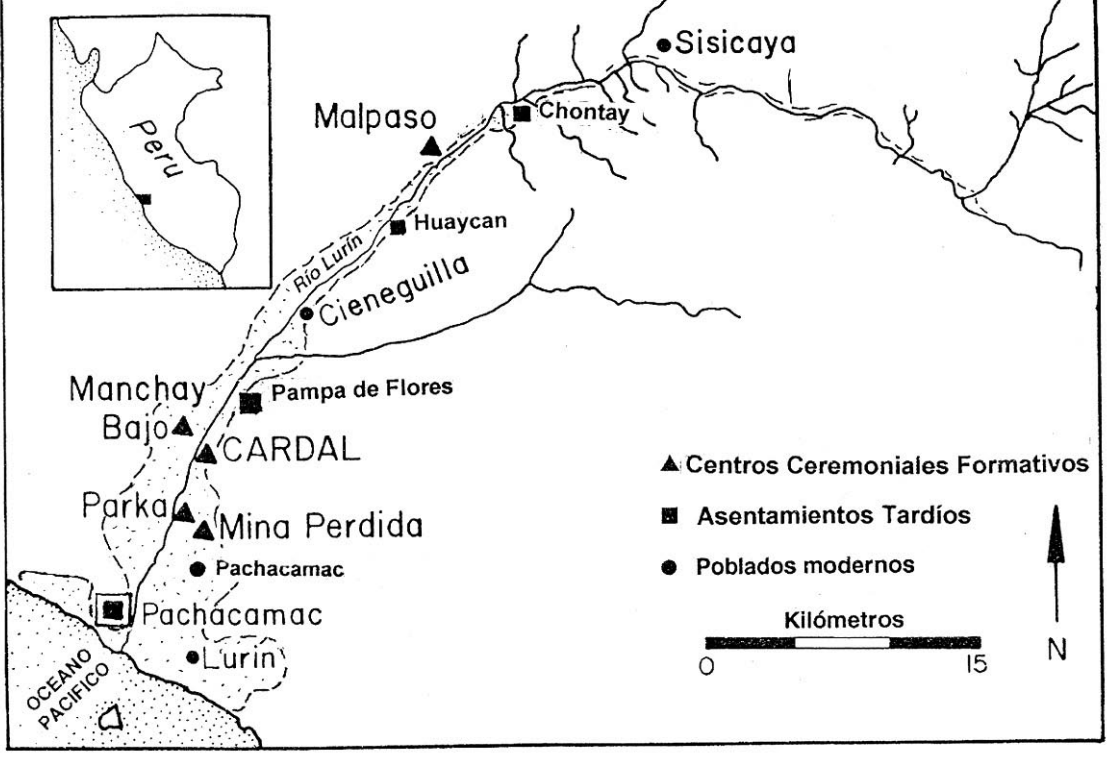 Peru
Sisicaya
Chontay
Malpaso
Huaycan
Río Lurín
Cieneguilla
Pampa de Flores
Manchay
Bajo
CARDAL
Parka
Mina Perdida
Pachacamac
Pachacamac
Lurin
OCEANO
PACIFICO
Centros Ceremoniales Formativos
Asentamientos Tardíos
Poblados modernos
Kilómetros
0 15
N